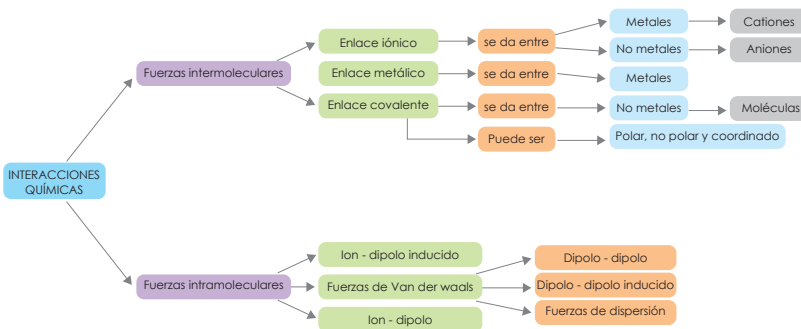 Metales
Cationes
Enlace iónico
se da entre
No metales
Aniones
Fuerzas intermoleculares
Enlace metálico
se da entre
Metales
Enlace covalente
se da entre
No metales
Moléculas
Puede ser
Polar, no polar y coordinado
INTERACCIONES
QUÍMICAS
Ion - dipolo inducido
Dipolo - dipolo
Fuerzas intramoleculares
Fuerzas de Van der waals
Dipolo - dipolo inducido
Fuerzas de dispersión
Ion - dipolo